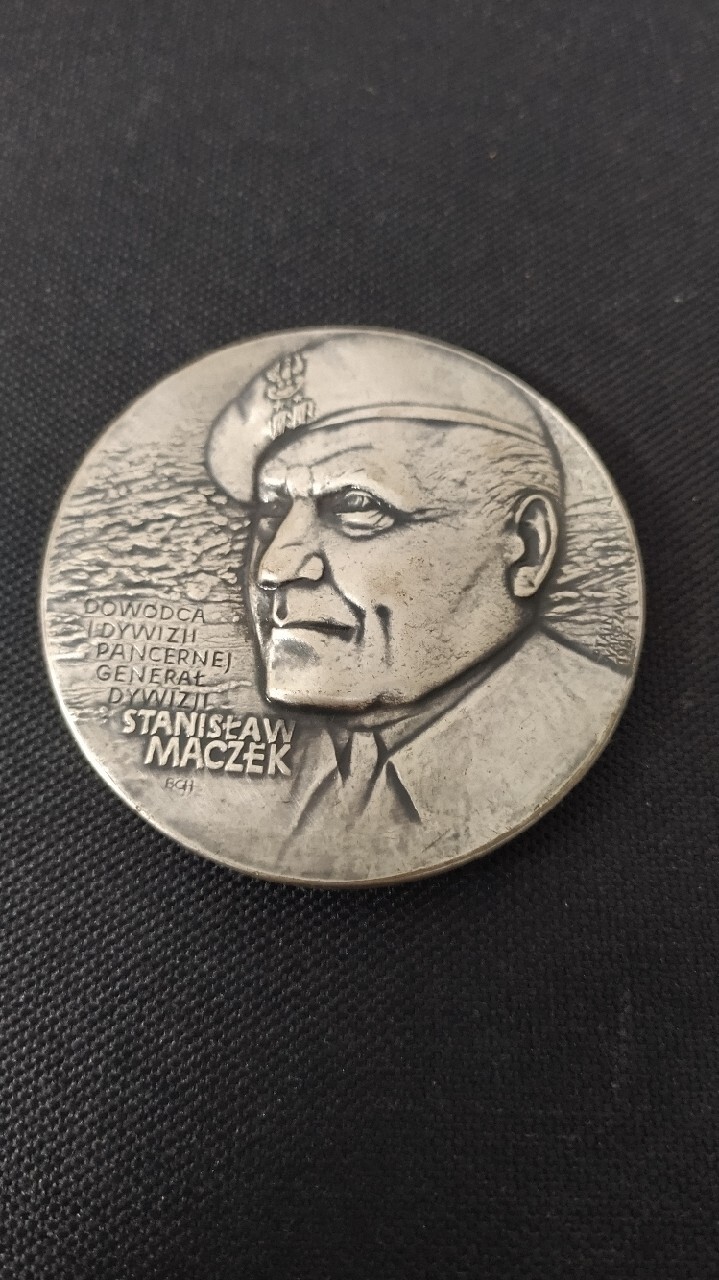 DOWÓDCA
I DYWIZJI
PANCERNEJ
GENERAŁ
DYWIZJI
STANISŁAW
MACZEK